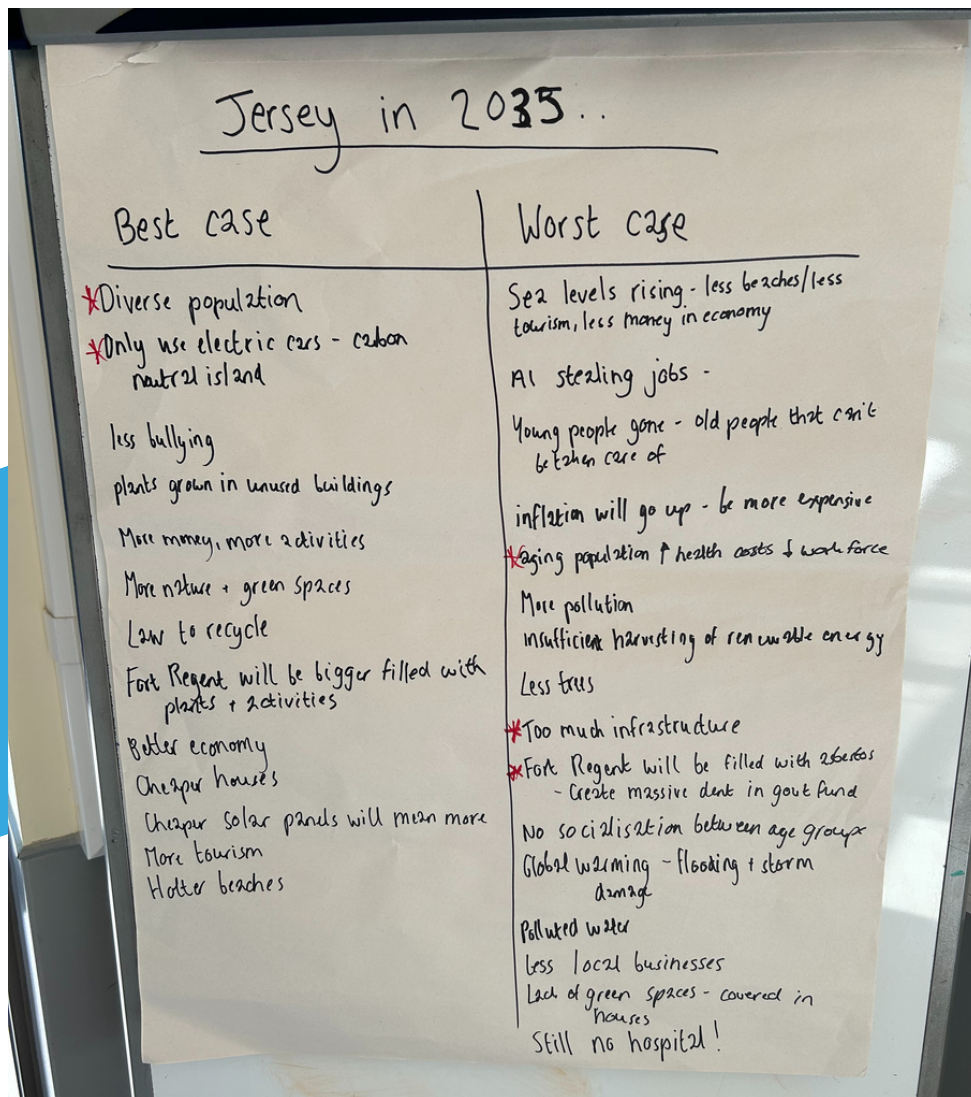 Jersey in 2035..
Best case
*Diverse population
*Only use electric cars - carbon
neutral island
less bullying
plants grown in unused buildings
More money, more activities
More nature + green spaces
Law to recycle
Fort Regent will be bigger filled with
plants + activities
Better economy
Cheaper houses
Cheaper solar panels will mean more
More tourism
Hotter beaches
Worst case
Sea levels rising - less beaches/less
tourism, less money in economy
AI stealing jobs -
Young people gone - old people that can't
be taken care of
inflation will go up - be more expensive
*aging population ↑ health costs ↓ workforce
More pollution
insufficient harvesting of renewable energy
Less trees
*Too much infrastructure
*Fort Regent will be filled with asbestos
- Create massive dent in govt fund
No socialisation between age groups
Global warming - flooding + storm
damage
Polluted water
Less local businesses
Lack of green spaces - covered in
houses
Still no hospital!